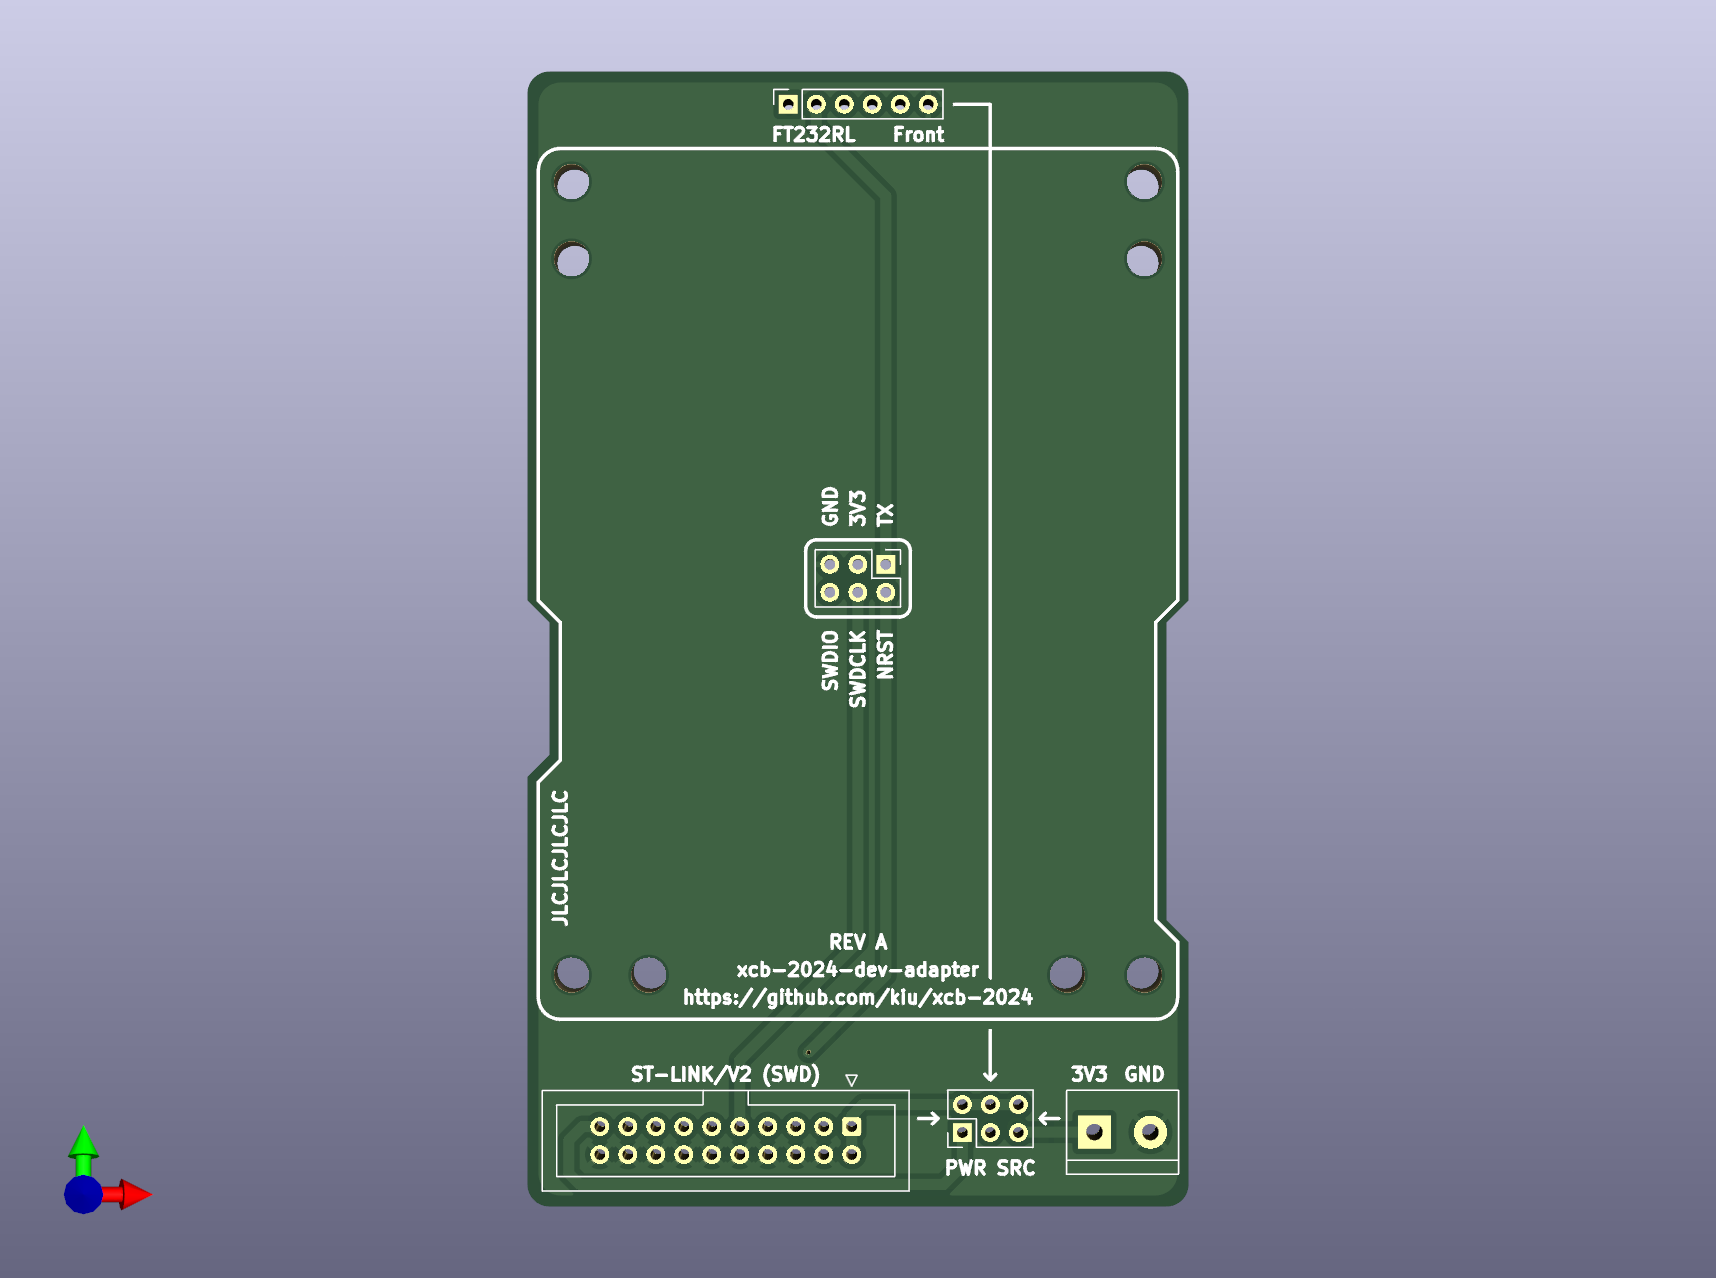 FT232RL Front
GND
3V3
TX
SWDIO
SWDCLK
NRST
JLCJLCJLCJLC
REV A
xcb-2024-dev-adapter
https://github.com/kiu/xcb-2024
ST-LINK/V2 (SWD)
3V3 GND
PWR SRC